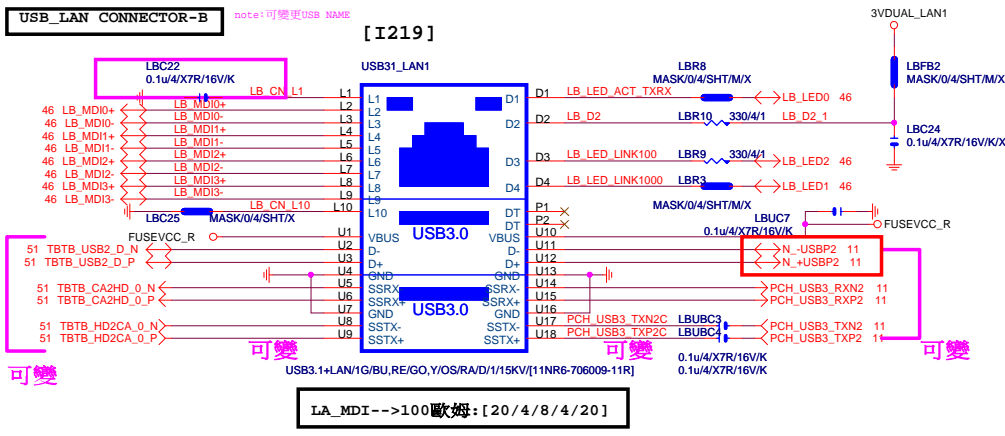 USB_LAN CONNECTOR-B
note:可變更USB NAME
[I219]
3VDUAL_LAN1
LBC22
0.1u/4/X7R/16V/K
USB31_LAN1
LBR8
MASK/0/4/SHT/M/X
LBFB2
MASK/0/4/SHT/M/X
LB_CN_L1 L1 L1 D1 D1 LB_LED_ACT_TXRX LB_LED0 46
46 LB_MDI0+ LB_MDI0+ L2 L2
46 LB_MDI0- LB_MDI0- L3 L3 D2 D2 LB_D2 LBR10 330/4/1 LB_D2_1
46 LB_MDI1+ LB_MDI1+ L4 L4
LBC24
0.1u/4/X7R/16V/K/X
46 LB_MDI1- LB_MDI1- L5 L5
46 LB_MDI2+ LB_MDI2+ L6 L6 D3 D3 LB_LED_LINK100 LBR9 330/4/1 LB_LED2 46
46 LB_MDI2- LB_MDI2- L7 L7
46 LB_MDI3+ LB_MDI3+ L8 L8 D4 D4 LB_LED_LINK1000 LBR3 LB_LED1 46
46 LB_MDI3- LB_MDI3- L9 L9
MASK/0/4/SHT/M/X
LB_CN_L10 L10 L10 DT P1
LBC25 MASK/0/4/SHT/X
DT P2
LBUC7
0.1u/4/X7R/16V/K
FUSEVCC_R
FUSEVCC_R U1 VBUS USB3.0 VBUS U10
51 TBTB_USB2_D_N U2 D- D- U11 N_-USBP2 11
51 TBTB_USB2_D_P U3 D+ D+ U12 N_+USBP2 11
U4 GND GND U13
51 TBTB_CA2HD_0_N U5 SSRX- SSRX- U14 PCH_USB3_RXN2 11
51 TBTB_CA2HD_0_P U6 SSRX+ SSRX+ U15 PCH_USB3_RXP2 11
U7 GND USB3.0 GND U16
51 TBTB_HD2CA_0_N U8 SSTX- SSTX- U17 PCH_USB3_TXN2C LBUBC3 PCH_USB3_TXN2 11
51 TBTB_HD2CA_0_P U9 SSTX+ SSTX+ U18 PCH_USB3_TXP2C LBUBC4 PCH_USB3_TXP2 11
可變
可變
可變
可變
0.1u/4/X7R/16V/K
0.1u/4/X7R/16V/K
USB3.1+LAN/1G/BU,RE/GO,Y/OS/RA/D/1/15KV/[11NR6-706009-11R]
LA_MDI-->100歐姆:[20/4/8/4/20]